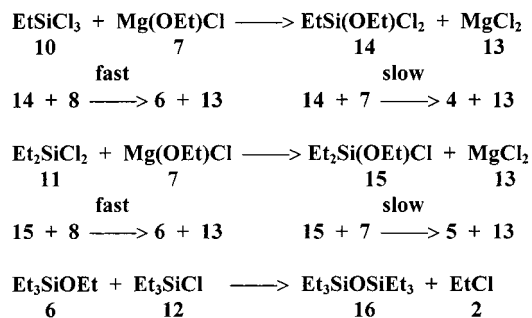 EtSiCl₃ + Mg(OEt)Cl ⟶ EtSi(OEt)Cl₂ + MgCl₂
10 7 14 13
fast slow
14 + 8 ⟶ 6 + 13 14 + 7 ⟶ 4 + 13
Et₂SiCl₂ + Mg(OEt)Cl ⟶ Et₂Si(OEt)Cl + MgCl₂
11 7 15 13
fast slow
15 + 8 ⟶ 6 + 13 15 + 7 ⟶ 5 + 13
Et₃SiOEt + Et₃SiCl ⟶ Et₃SiOSiEt₃ + EtCl
6 12 16 2